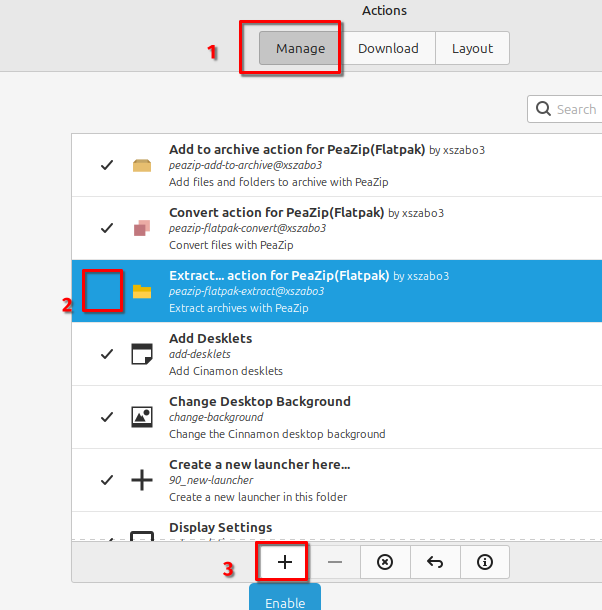 Actions
1
Manage Download Layout
Search
Add to archive action for PeaZip(Flatpak) by xszabo3
peazip-add-to-archive@xszabo3
Add files and folders to archive with PeaZip
Convert action for PeaZip(Flatpak) by xszabo3
peazip-flatpak-convert@xszabo3
Convert files with PeaZip
Extract... action for PeaZip(Flatpak) by xszabo3
peazip-flatpak-extract@xszabo3
2
Extract archives with PeaZip
Add Desklets
add-desklets
Add Cinamon desklets
Change Desktop Background
change-background
Change the Cinnamon desktop background
Create a new launcher here...
90_new-launcher
Create a new launcher in this folder
Display Settings
3
Enable